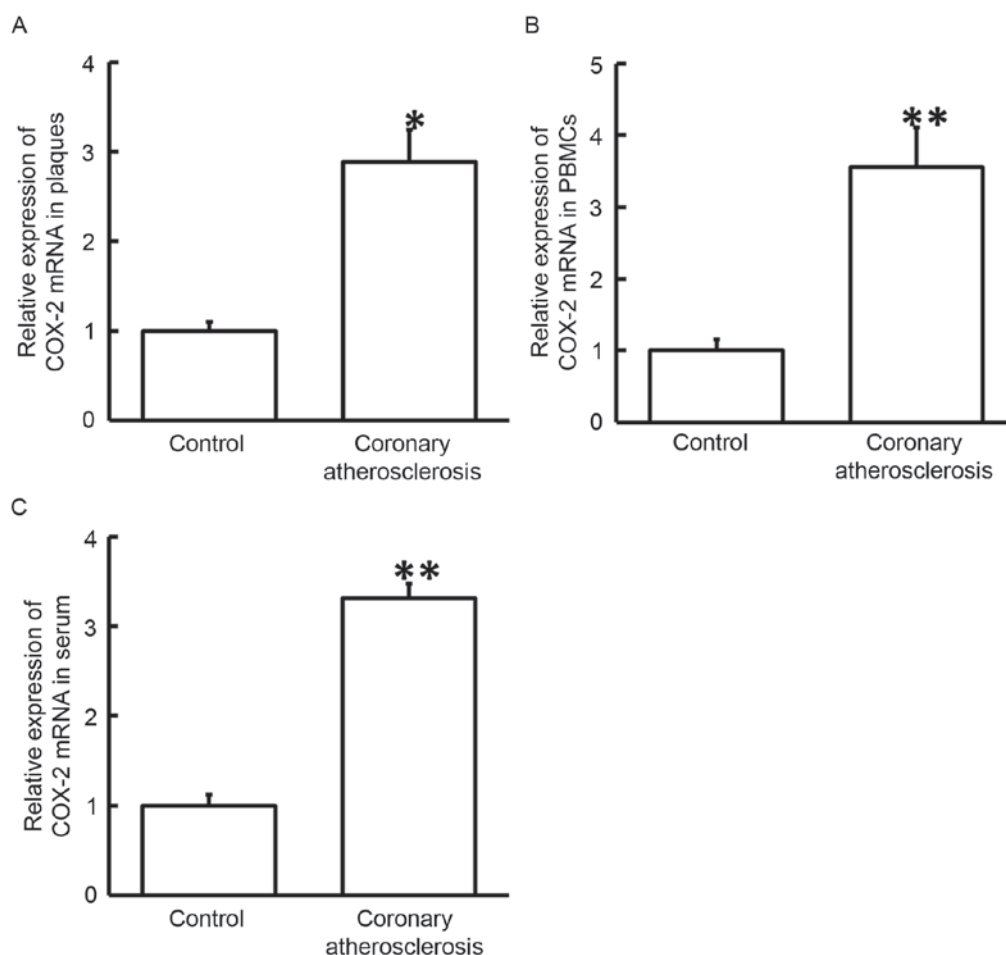 A
Relative expression of
COX-2 mRNA in plaques
4
3
2
1
0
*
Control
Coronary
atherosclerosis
B
Relative expression of
COX-2 mRNA in PBMCs
5
4
3
2
1
0
**
Control
Coronary
atherosclerosis
C
Relative expression of
COX-2 mRNA in serum
4
3
2
1
0
**
Control
Coronary
atherosclerosis